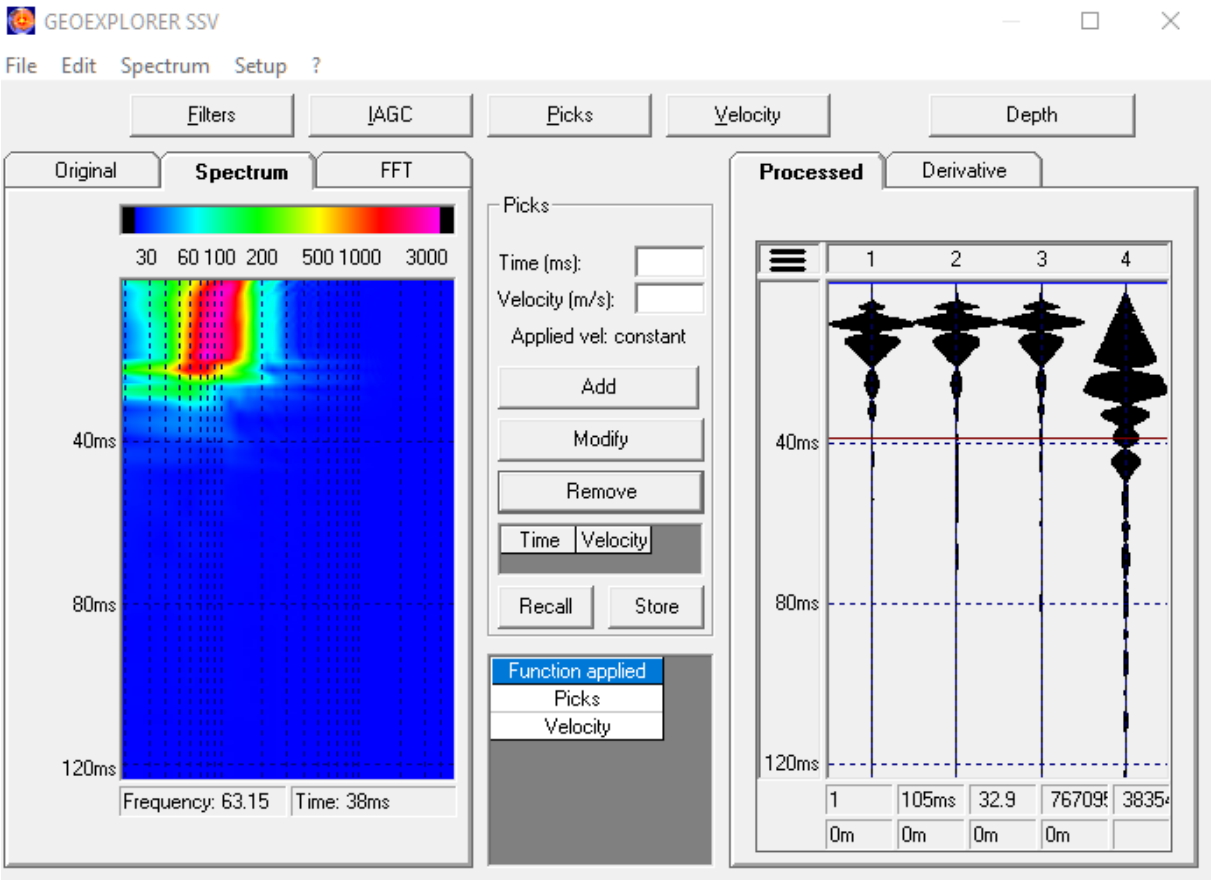 GEOEXPLORER SSV
File Edit Spectrum Setup ?
Filters IAGC Picks Velocity Depth
Original Spectrum FFT
Processed Derivative
30 60 100 200 500 1000 3000
40ms
80ms
120ms
Frequency: 63.15 Time: 38ms
Picks
Time (ms):
Velocity (m/s):
Applied vel: constant
Add
Modify
Remove
Time Velocity
Recall Store
Function applied
Picks
Velocity
1 2 3 4
40ms
80ms
120ms
1 105ms 32.9 76709 38354
0m 0m 0m 0m